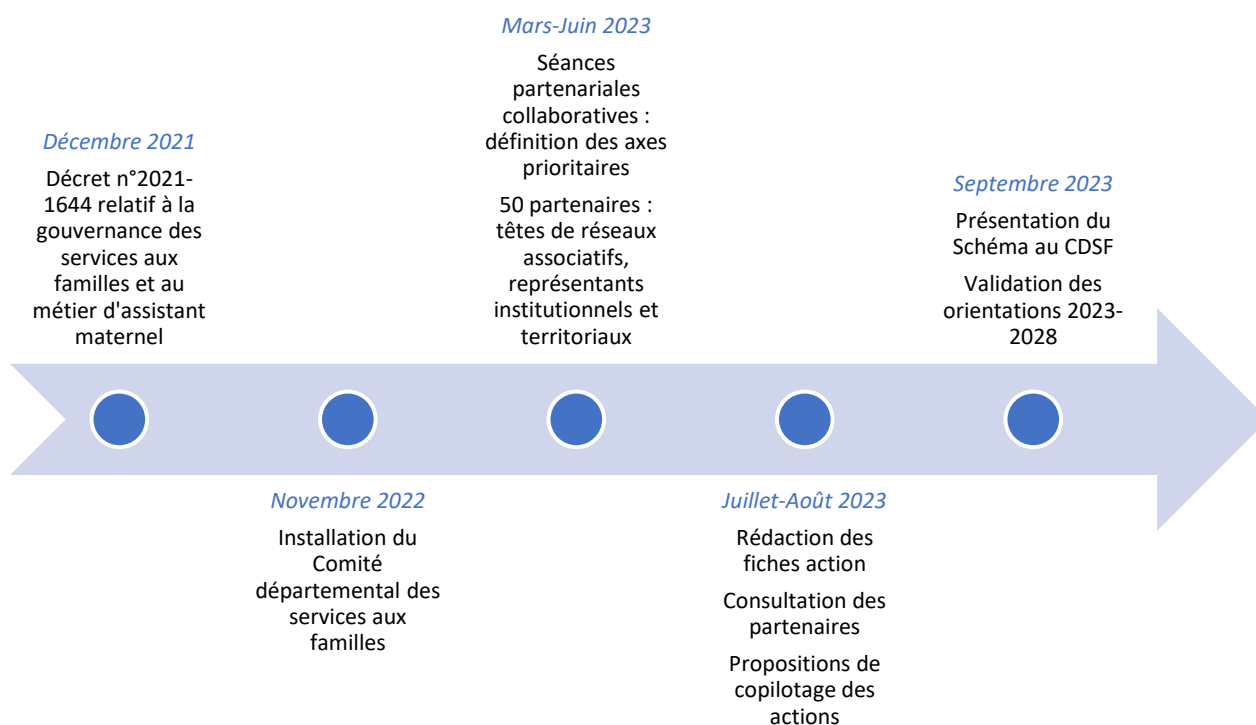 Décembre 2021
Décret n°2021-
1644 relatif à la
gouvernance des
services aux
familles et au
métier d'assistant
maternel
Novembre 2022
Installation du
Comité
départemental des
services aux
familles
Mars-Juin 2023
Séances
partenariales
collaboratives :
définition des axes
prioritaires
50 partenaires :
têtes de réseaux
associatifs,
représentants
institutionnels et
territoriaux
Juillet-Août 2023
Rédaction des
fiches action
Consultation des
partenaires
Propositions de
copilotage des
actions
Septembre 2023
Présentation du
Schéma au CDSF
Validation des
orientations 2023-
2028